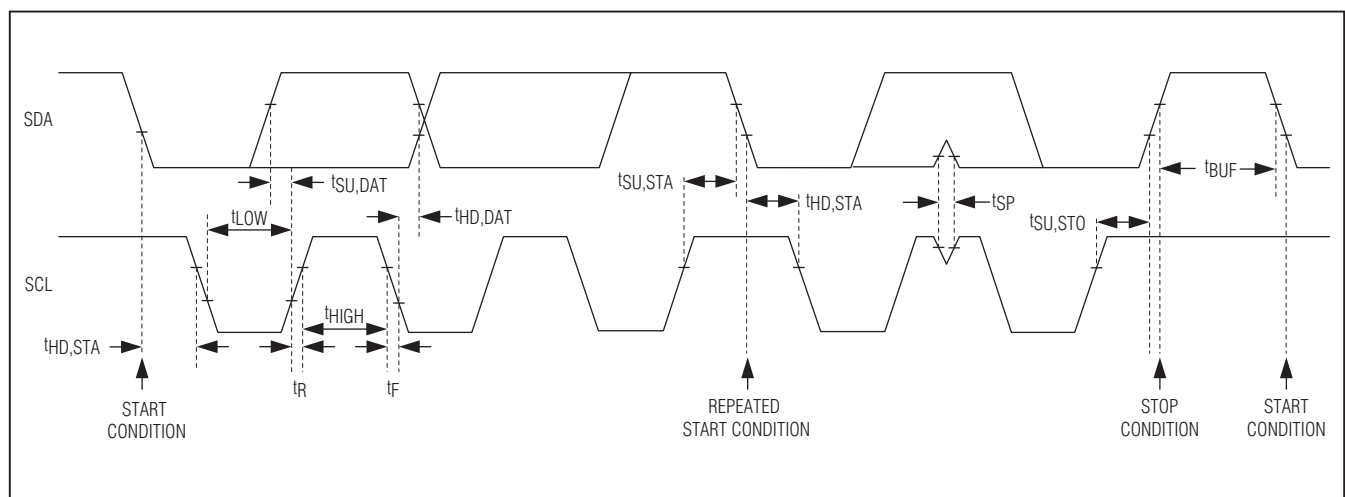 SDA
tSU,DAT
tLOW
tHD,DAT
tSU,STA
tHD,STA
tSP
tBUF
tSU,STO
SCL
tHIGH
tHD,STA
tR
tF
START
CONDITION
REPEATED
START CONDITION
STOP
CONDITION
START
CONDITION